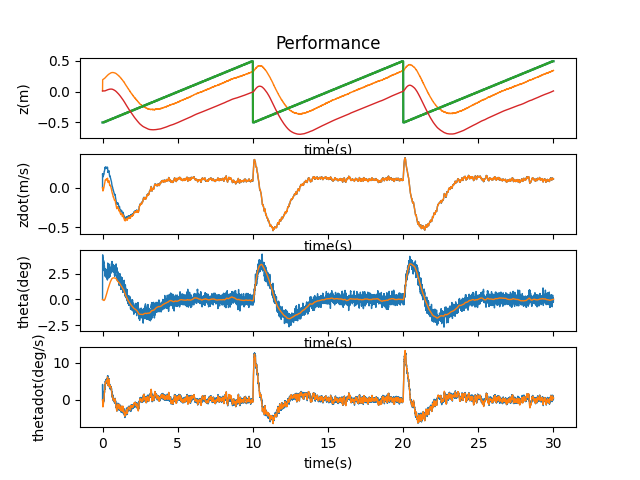 Performance
z(m)
0.5
0.0
−0.5
time(s)
zdot(m/s)
0.0
−0.5
time(s)
theta(deg)
2.5
0.0
−2.5
time(s)
thetadot(deg/s)
10
0
0 5 10 15 20 25 30
time(s)